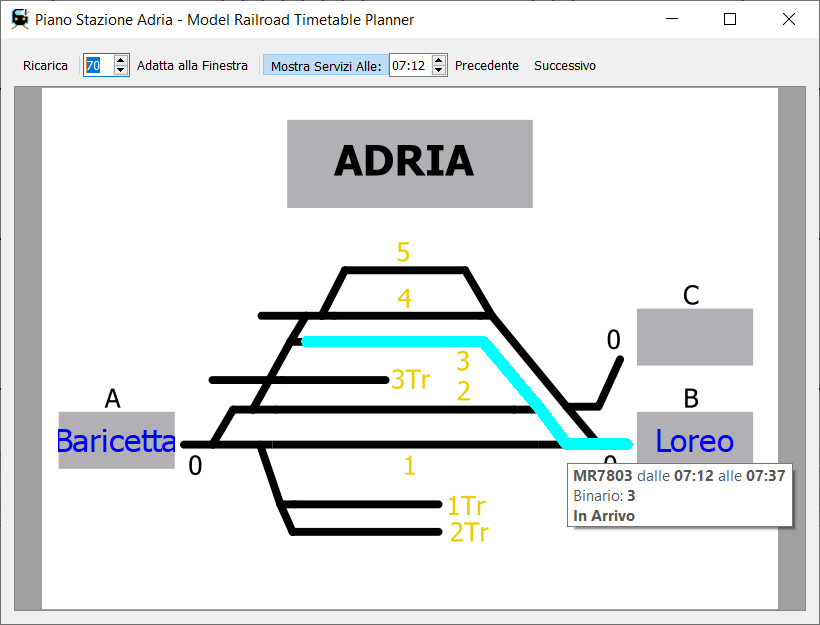 Piano Stazione Adria - Model Railroad Timetable Planner
Ricarica 70 Adatta alla Finestra Mostra Servizi Alle: 07:12 Precedente Successivo
ADRIA
5
4
C
0
3
3Tr
2
A
B
Baricetta
Loreo
0
1
0
MR7803 dalle 07:12 alle 07:37
Binario: 3
In Arrivo
1Tr
2Tr